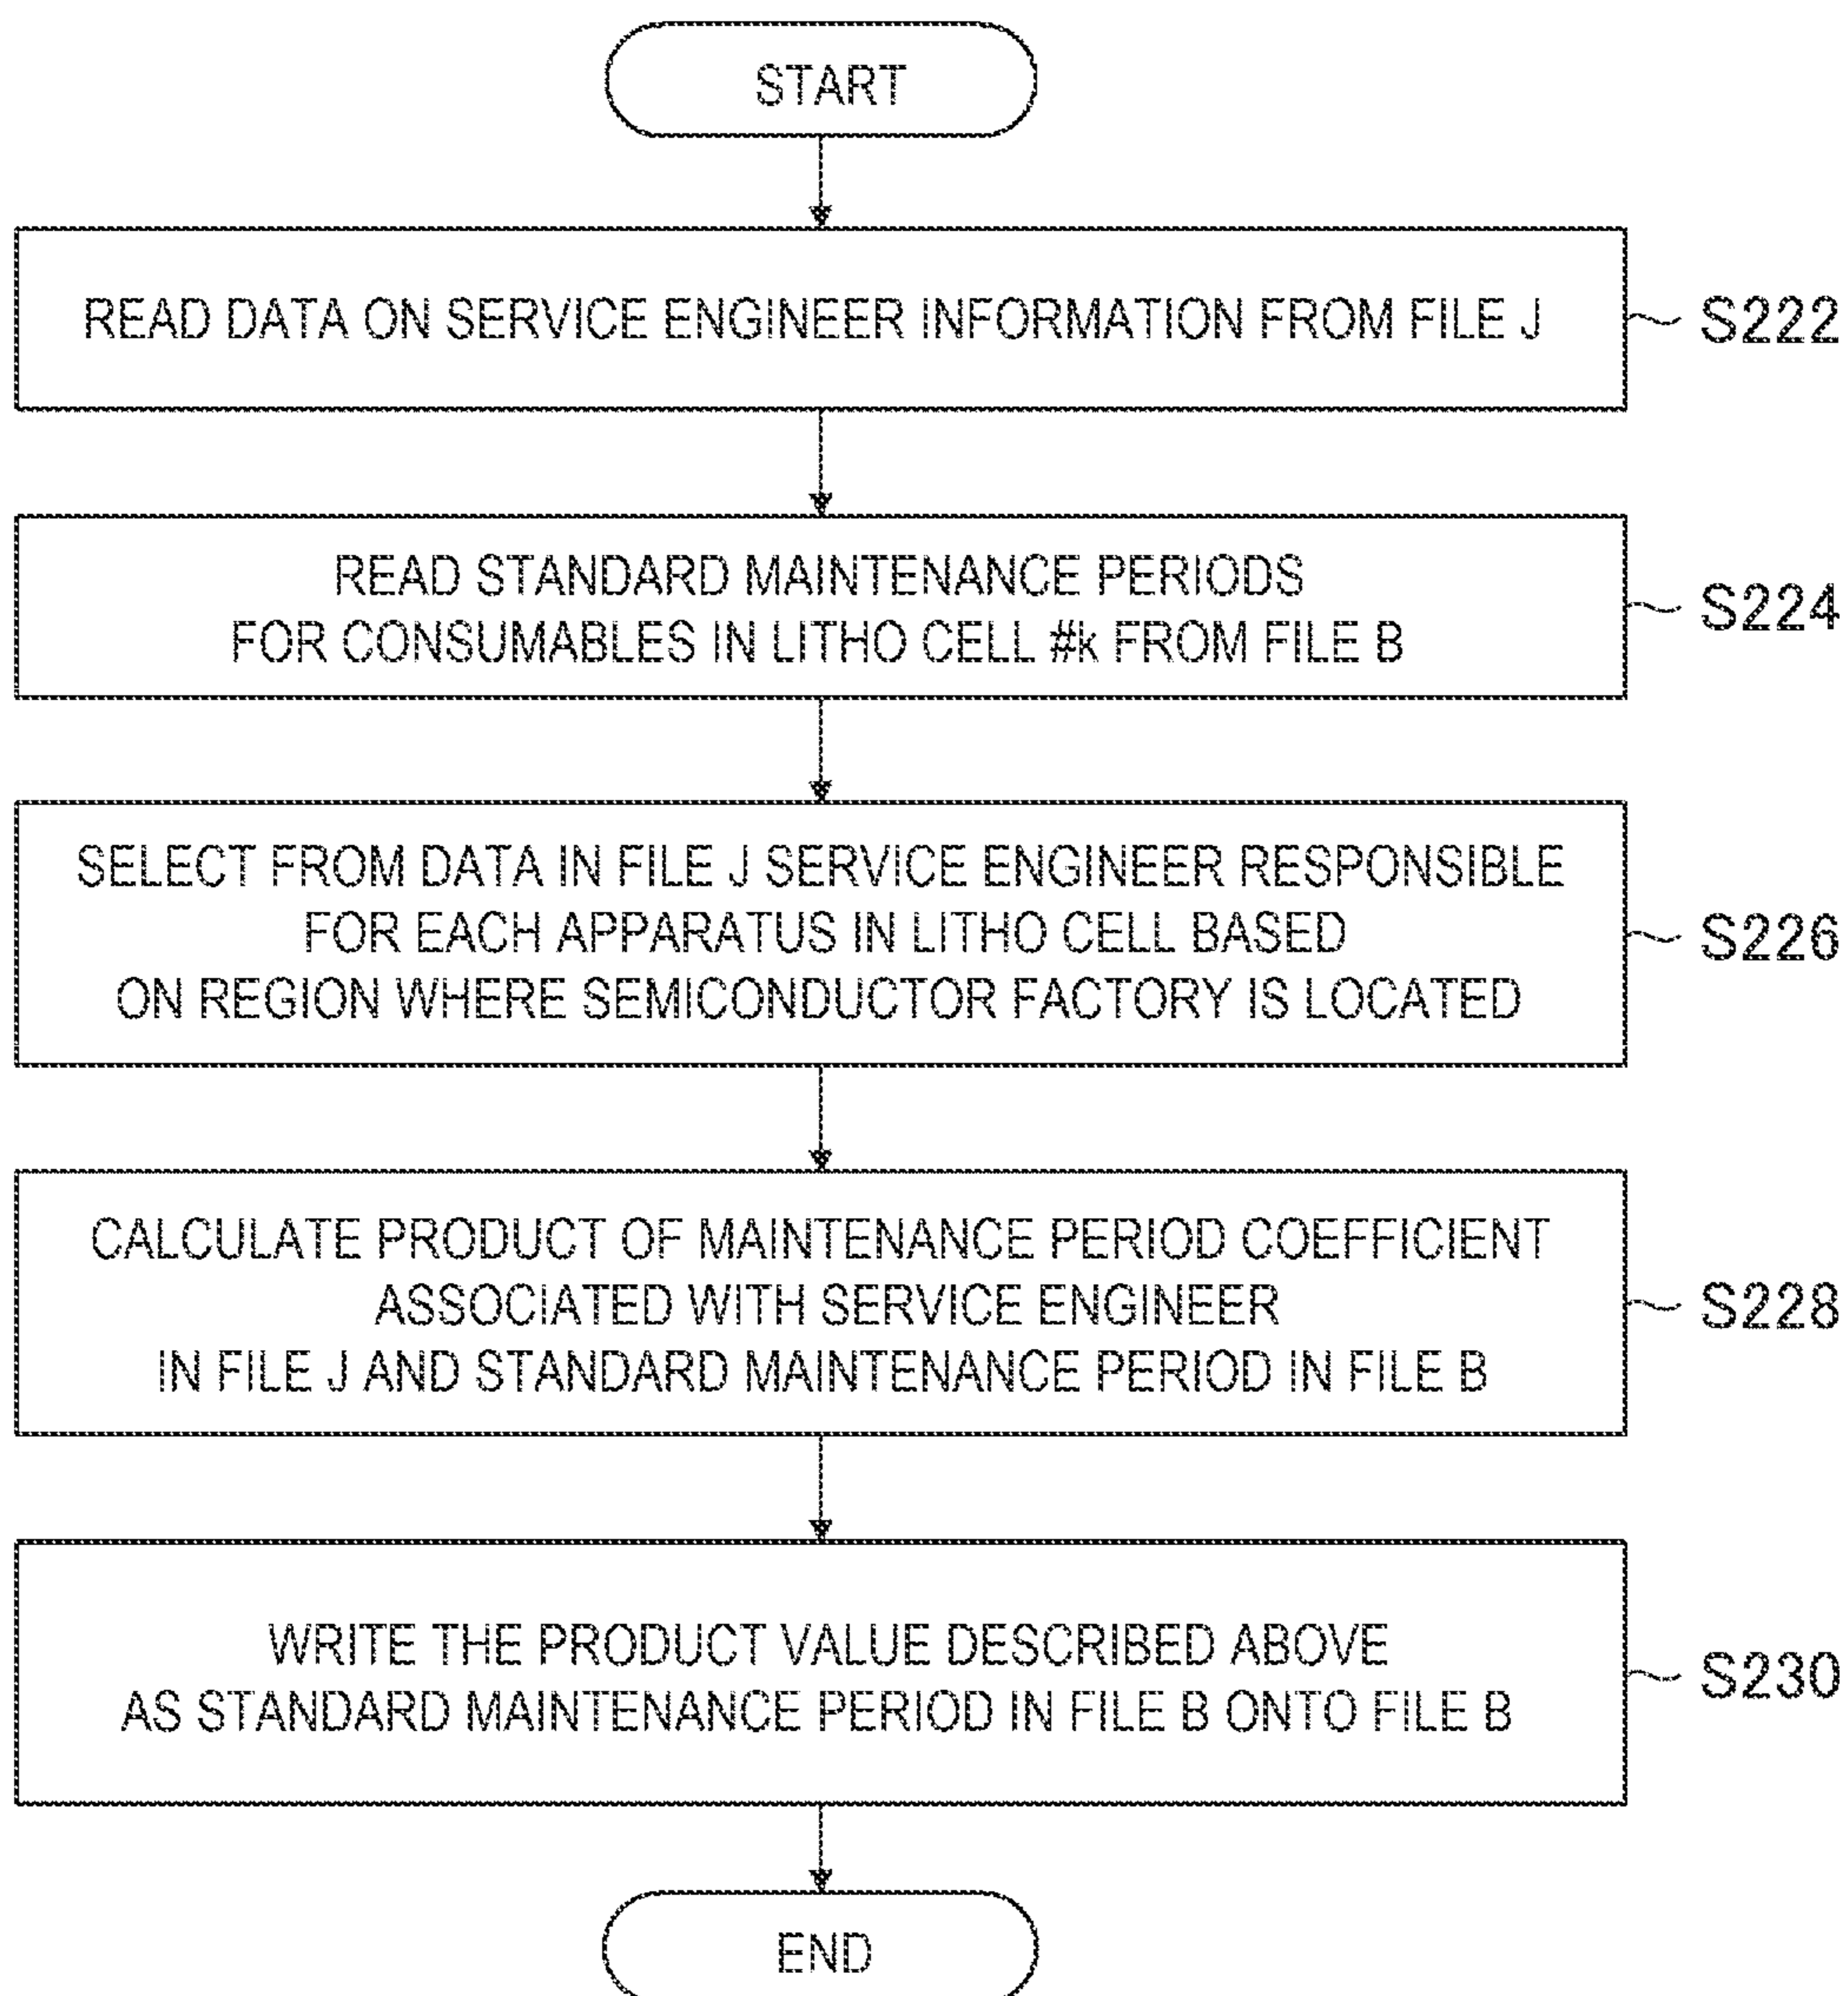 START
READ DATA ON SERVICE ENGINEER INFORMATION FROM FILE J
S222
READ STANDARD MAINTENANCE PERIODS
FOR CONSUMABLES IN LITHO CELL #k FROM FILE B
S224
SELECT FROM DATA IN FILE J SERVICE ENGINEER RESPONSIBLE
FOR EACH APPARATUS IN LITHO CELL BASED
ON REGION WHERE SEMICONDUCTOR FACTORY IS LOCATED
S226
CALCULATE PRODUCT OF MAINTENANCE PERIOD COEFFICIENT
ASSOCIATED WITH SERVICE ENGINEER
IN FILE J AND STANDARD MAINTENANCE PERIOD IN FILE B
S228
WRITE THE PRODUCT VALUE DESCRIBED ABOVE
AS STANDARD MAINTENANCE PERIOD IN FILE B ONTO FILE B
S230
END